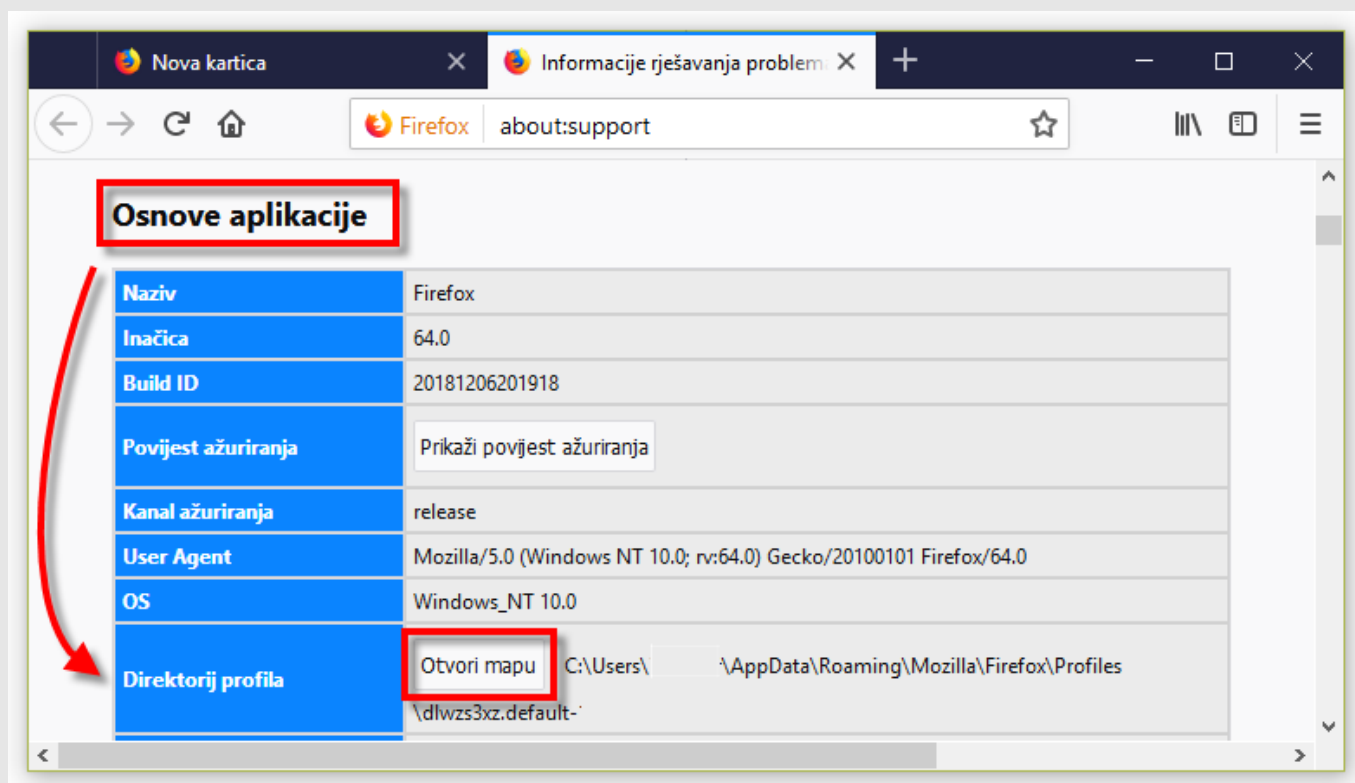 Nova kartica
Informacije rješavanja problem
Firefox about:support
Osnove aplikacije
Naziv Firefox
Inačica 64.0
Build ID 20181206201918
Povijest ažuriranja Prikaži povijest ažuriranja
Kanal ažuriranja release
User Agent Mozilla/5.0 (Windows NT 10.0; rv:64.0) Gecko/20100101 Firefox/64.0
OS Windows_NT 10.0
Direktorij profila Otvori mapu C:\Users\ \AppData\Roaming\Mozilla\Firefox\Profiles
\dlwzs3xz.default-